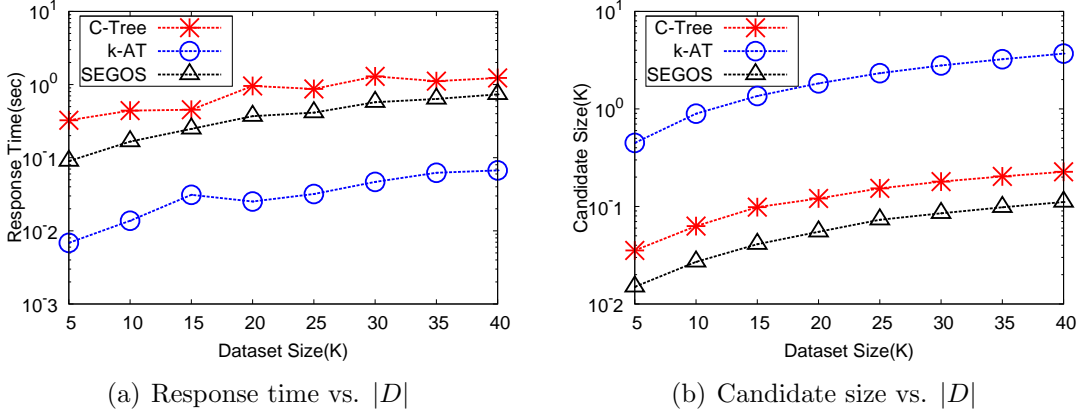 10^1
10^0
10^-1
10^-2
10^-3
Response Time(sec)
C-Tree
k-AT
SEGOS
5 10 15 20 25 30 35 40
Dataset Size(K)
(a) Response time vs. |D|
10^1
10^0
10^-1
10^-2
Candidate Size(K)
C-Tree
k-AT
SEGOS
5 10 15 20 25 30 35 40
Dataset Size(K)
(b) Candidate size vs. |D|